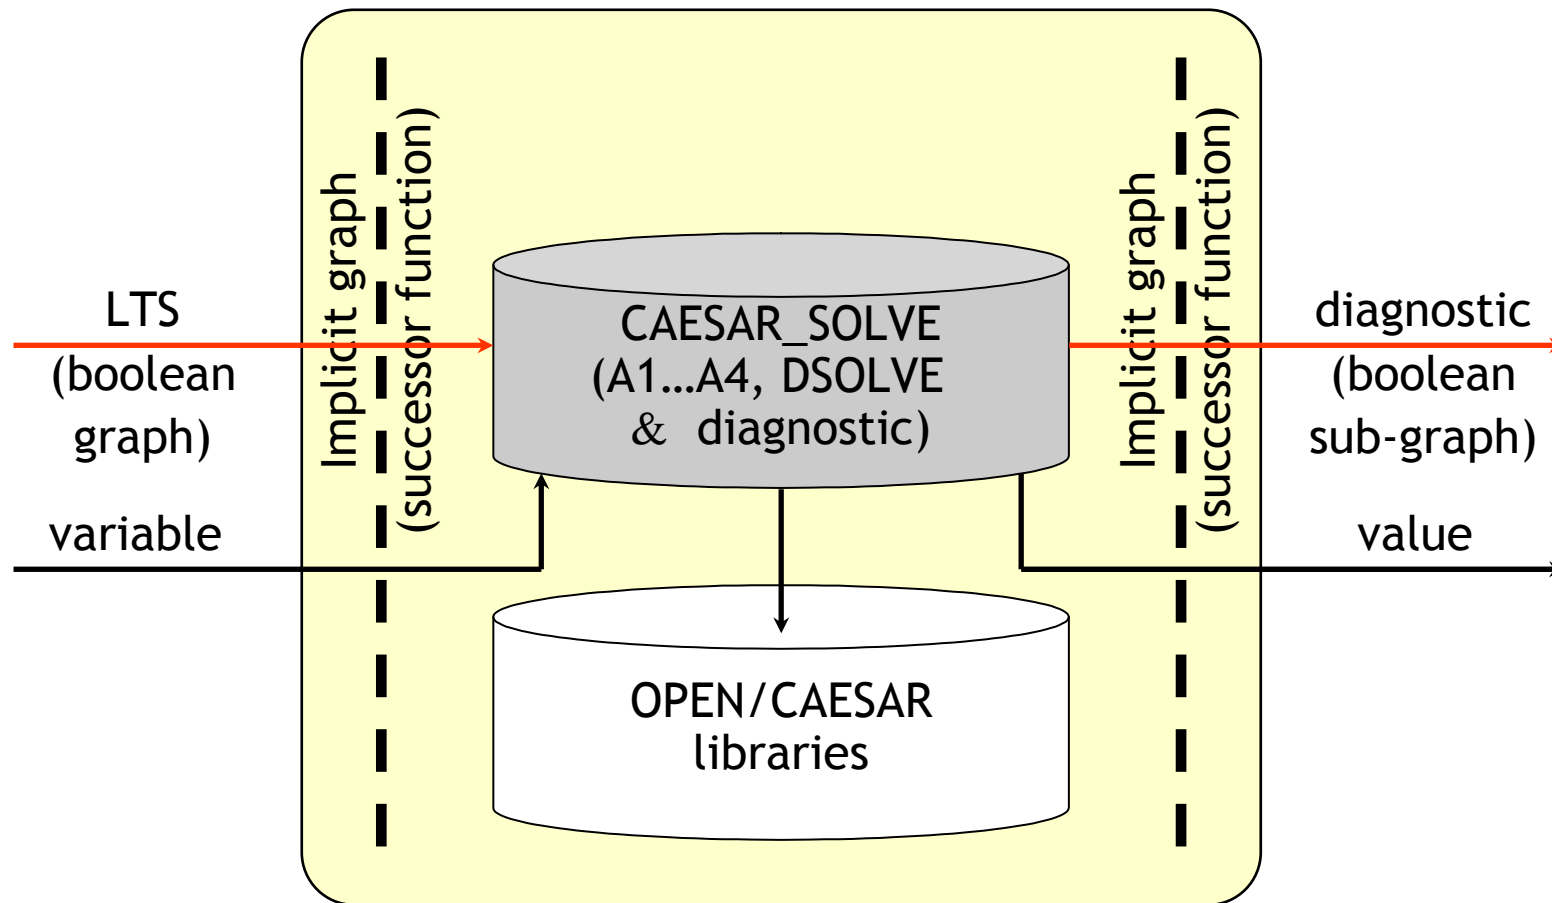 LTS
(boolean
graph)
variable
Implicit graph
(successor function)
CAESAR_SOLVE
(A1...A4, DSOLVE
& diagnostic)
OPEN/CAESAR
libraries
Implicit graph
(successor function)
diagnostic
(boolean
sub-graph)
value